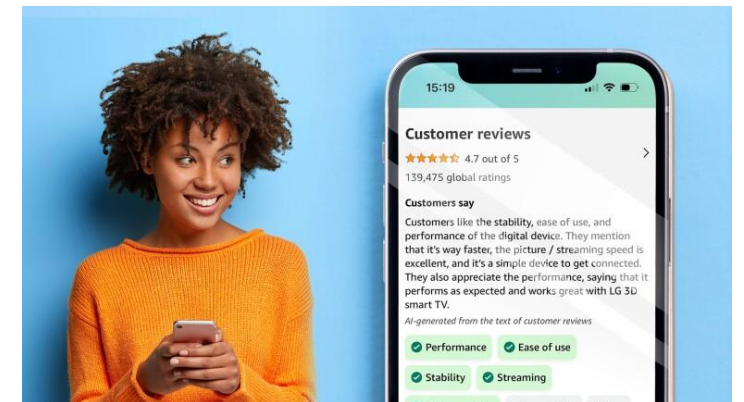 15:19
Customer reviews
4.7 out of 5
139,475 global ratings
Customers say
Customers like the stability, ease of use, and
performance of the digital device. They mention
that it's way faster, the picture / streaming speed is
excellent, and it's a simple device to get connected.
They also appreciate the performance, saying that it
performs as expected and works great with LG 3D
smart TV.
AI-generated from the text of customer reviews
Performance
Ease of use
Stability
Streaming